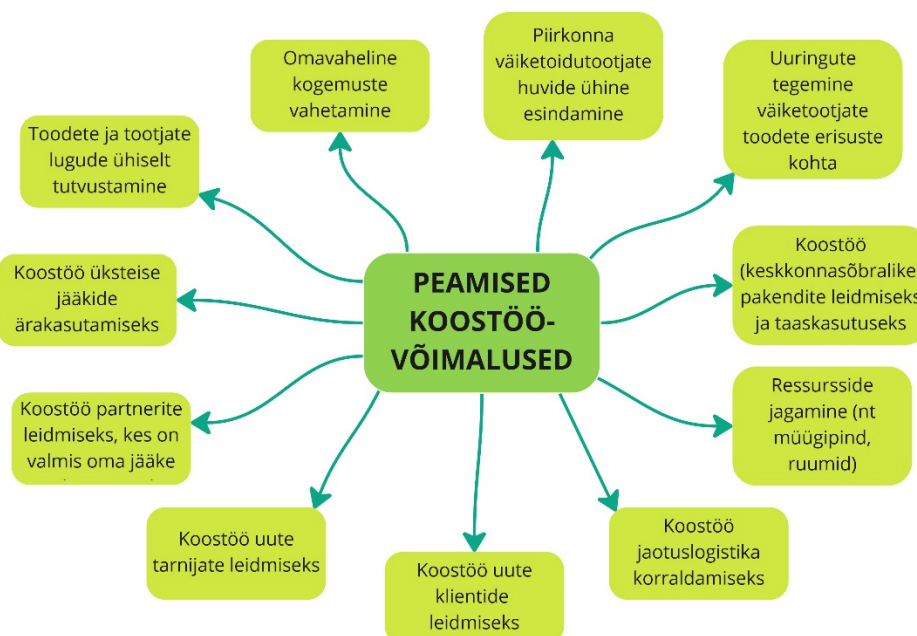 PEAMISED
KOOSTÖÖ-
VÕIMALUSED
Omavaheline
kogemuste
vahetamine
Piirkonna
väiketoidutootjate
huvide ühine
esindamine
Uuringute
tegemine
väiketootjate
toodete erisuste
kohta
Koostöö
(keskkonnasõbralike)
pakendite leidmiseks
ja taaskasutuseks
Ressursside
jagamine (nt
müügipind,
ruumid)
Koostöö
jaotuslogistika
korraldamiseks
Koostöö uute
klientide
leidmiseks
Koostöö uute
tarnijate leidmiseks
Koostöö partnerite
leidmiseks, kes on
valmis oma jääke
Koostöö üksteise
jääkide
ärakasutamiseks
Toodete ja tootjate
lugude ühiselt
tutvustamine